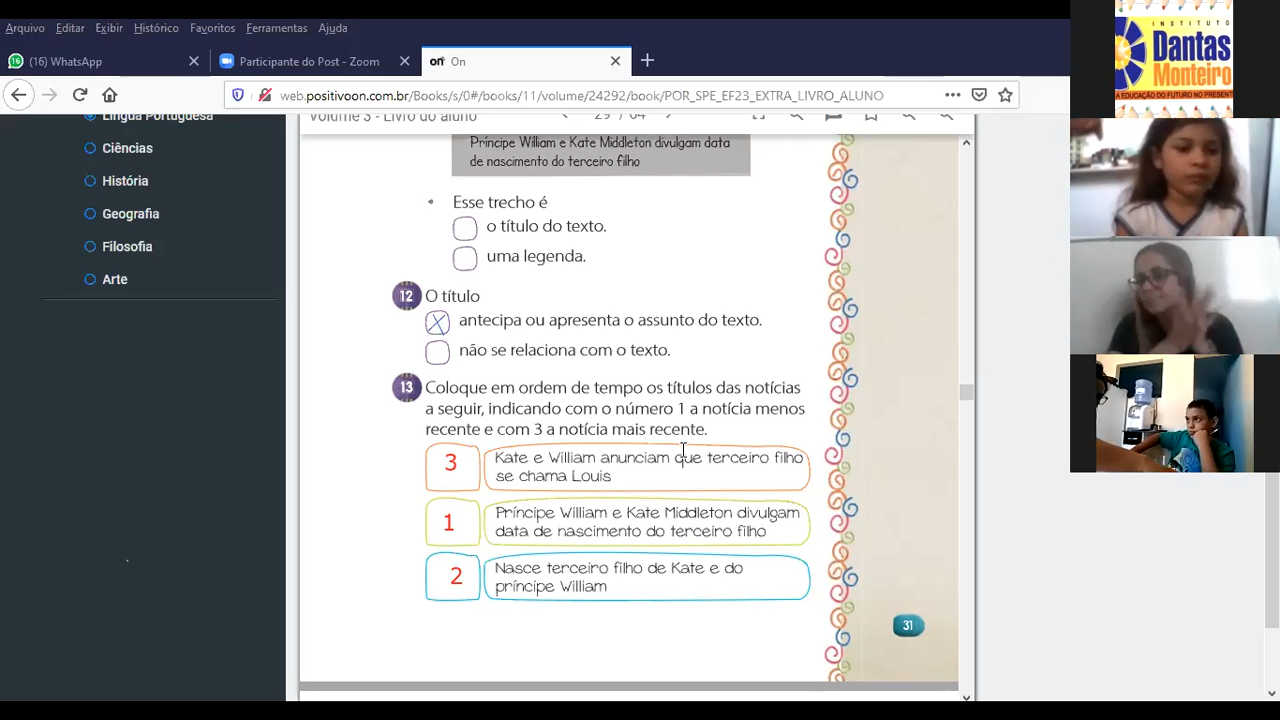 Arquivo Editar Exibir Histórico Favoritos Ferramentas Ajuda
(16) WhatsApp
Participante do Post - Zoom
on On
web.positivoon.com.br/
1/volume/24292/book/POR_SPE_EF23_EXTRA_LIVRO_ALUNO
Língua Portuguesa
Ciências
História
Geografia
Filosofia
Arte
Volume 3 - Livro do aluno
29 / 64
Príncipe William e Kate Middleton divulgam data
de nascimento do terceiro filho
• Esse trecho é
o título do texto.
uma legenda.
12 O título
X antecipa ou apresenta o assunto do texto.
não se relaciona com o texto.
13 Coloque em ordem de tempo os títulos das notícias
a seguir, indicando com o número 1 a notícia menos
recente e com 3 a notícia mais recente.
3 Kate e William anunciam que terceiro filho
se chama Louis
1 Príncipe William e Kate Middleton divulgam
data de nascimento do terceiro filho
2 Nasce terceiro filho de Kate e do
príncipe William
31
INSTITUTO
Dantas
Monteiro
A EDUCAÇÃO DO FUTURO NO PRESENT